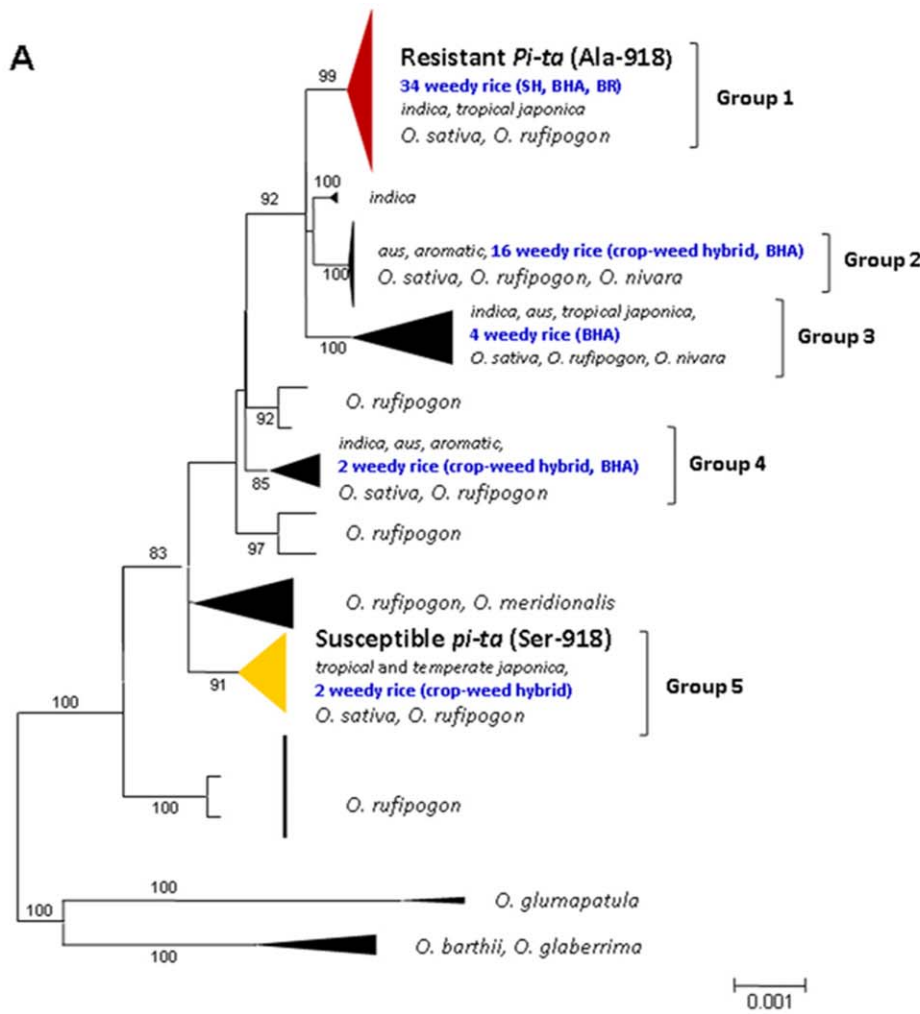 A
Resistant Pi-ta (Ala-918)
99
34 weedy rice (SH, BHA, BR)
Group 1
indica, tropical japonica
O. sativa, O. rufipogon
100
indica
92
aus, aromatic, 16 weedy rice (crop-weed hybrid, BHA)
Group 2
100
O. sativa, O. rufipogon, O. nivara
indica, aus, tropical japonica,
4 weedy rice (BHA)
Group 3
100
O. sativa, O. rufipogon, O. nivara
O. rufipogon
92
indica, aus, aromatic,
2 weedy rice (crop-weed hybrid, BHA)
Group 4
85
O. sativa, O. rufipogon
O. rufipogon
97
83
O. rufipogon, O. meridionalis
Susceptible pi-ta (Ser-918)
tropical and temperate japonica,
91
2 weedy rice (crop-weed hybrid)
Group 5
O. sativa, O. rufipogon
100
100
O. rufipogon
100
O. glumapatula
100
O. barthii, O. glaberrima
100
0.001